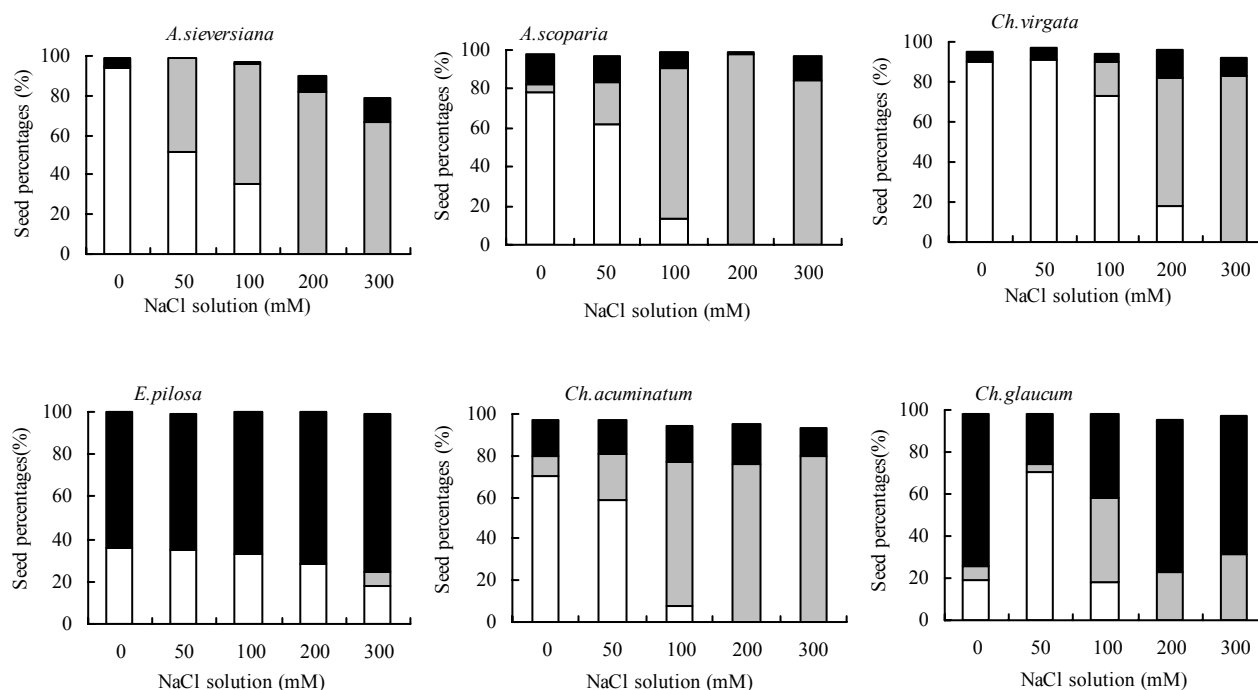 A.sieversiana
Seed percentages (%)
100
80
60
40
20
0
0 50 100 200 300
NaCl solution (mM)
A.scoparia
Seed percentages (%)
100
80
60
40
20
0
0 50 100 200 300
NaCl solution (mM)
Ch.virgata
Seed percentages (%)
100
80
60
40
20
0
0 50 100 200 300
NaCl solution (mM)
E.pilosa
Seed percentages(%)
100
80
60
40
20
0
0 50 100 200 300
NaCl solution (mM)
Ch.acuminatum
Seed percentages (%)
100
80
60
40
20
0
0 50 100 200 300
NaCl solution (mM)
Ch.glaucum
Seed percentages(%)
100
80
60
40
20
0
0 50 100 200 300
NaCl solution (mM)